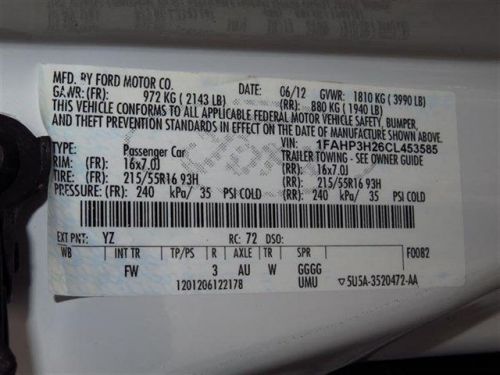 MFD. BY FORD MOTOR CO.
DATE: 06/12 GVWR: 1810 KG ( 3990 LB)
GAWR: (FR): 972 KG ( 2143 LB) (RR): 880 KG ( 1940 LB)
THIS VEHICLE CONFORMS TO ALL APPLICABLE FEDERAL MOTOR VEHICLE SAFETY, BUMPER,
AND THEFT PREVENTION STANDARDS IN EFFECT ON THE DATE OF MANUFACTURE SHOWN ABOVE.
VIN: 1FAHP3H26CL453585
TYPE: Passenger Car TRAILER TOWING - SEE OWNER GUIDE
RIM: (FR) 16x7.0J (RR): 16x7.0J
TIRE: (FR) 215/55R16 93H (RR): 215/55R16 93H
PRESSURE: (FR) 240 kPa/ 35 PSI COLD (RR): 240 kPa/ 35 PSI COLD
EXT PNT: YZ RC: 72 DSO:
WB INT TR TP/PS R AXLE TR SPR F0082
FW 3 AU W GGGG
1201206122178 UMU ▽5U5A-3520472-AA